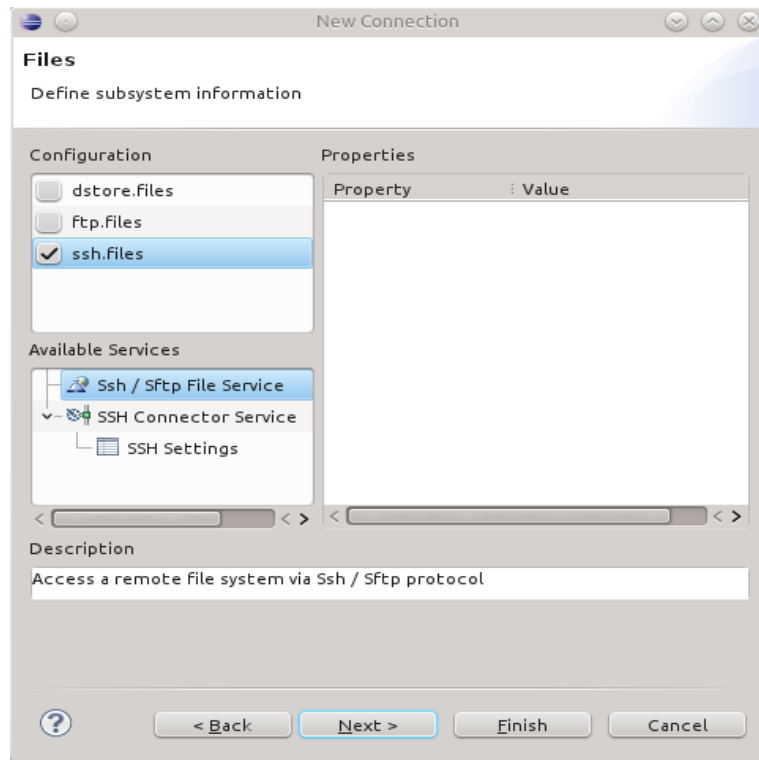 New Connection
Files
Define subsystem information
Configuration
Properties
dstore.files
ftp.files
ssh.files
Property Value
Available Services
Ssh / Sftp File Service
SSH Connector Service
SSH Settings
Description
Access a remote file system via Ssh / Sftp protocol
?
< Back
Next >
Finish
Cancel